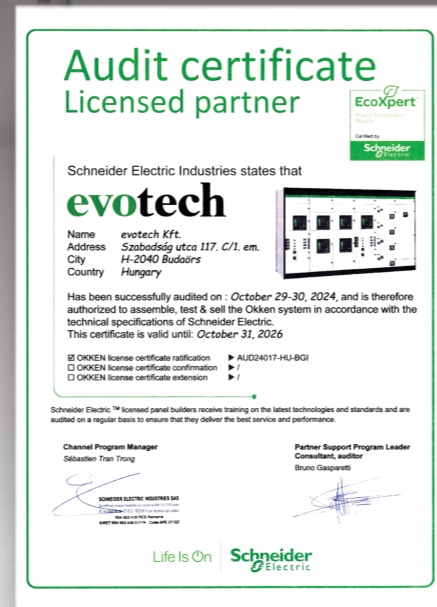 Audit certificate
Licensed partner
EcoXpert
Certified by
Schneider
Electric
Schneider Electric Industries states that
evotech
Name evotech Kft.
Address Szabadság utca 117. C/1. em.
City H-2040 Budaörs
Country Hungary
Has been successfully audited on : October 29-30, 2024, and is therefore
authorized to assemble, test & sell the Okken system in accordance with the
technical specifications of Schneider Electric.
This certificate is valid until: October 31, 2026
☑ OKKEN license certificate ratification ▶ AUD24017-HU-BGI
☐ OKKEN license certificate confirmation ▶ /
☐ OKKEN license certificate extension ▶ /
Schneider Electric ™ licensed panel builders receive training on the latest technologies and standards and are
audited on a regular basis to ensure that they deliver the best service and performance.
Channel Program Manager
Sébastien Tran Trong
Partner Support Program Leader
Consultant, auditor
Bruno Gasparetti
SCHNEIDER ELECTRIC INDUSTRIES SAS
Life Is On
Schneider
Electric